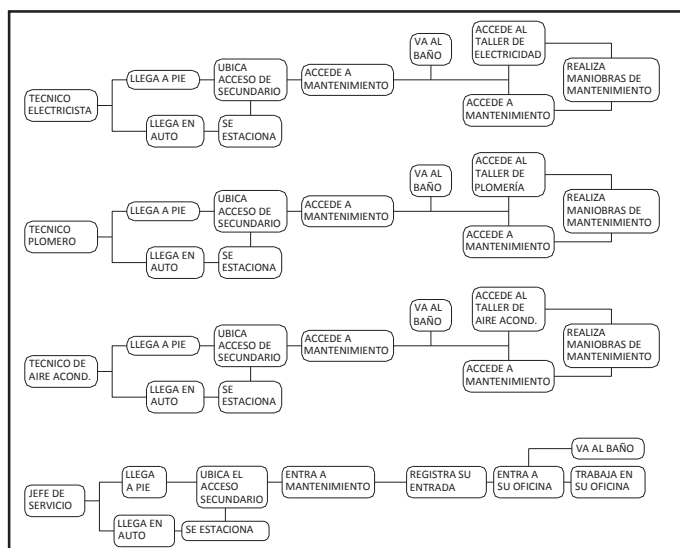 TECNICO
ELECTRICISTA
LLEGA A PIE
LLEGA EN
AUTO
UBICA
ACCESO DE
SECUNDARIO
SE
ESTACIONA
ACCEDE A
MANTENIMIENTO
VA AL
BAÑO
ACCEDE AL
TALLER DE
ELECTRICIDAD
ACCEDE A
MANTENIMIENTO
REALIZA
MANIOBRAS DE
MANTENIMIENTO
TECNICO
PLOMERO
LLEGA A PIE
LLEGA EN
AUTO
UBICA
ACCESO DE
SECUNDARIO
SE
ESTACIONA
ACCEDE A
MANTENIMIENTO
VA AL
BAÑO
ACCEDE AL
TALLER DE
PLOMERÍA
ACCEDE A
MANTENIMIENTO
REALIZA
MANIOBRAS DE
MANTENIMIENTO
TECNICO DE
AIRE ACOND.
LLEGA A PIE
LLEGA EN
AUTO
UBICA
ACCESO DE
SECUNDARIO
SE
ESTACIONA
ACCEDE A
MANTENIMIENTO
VA AL
BAÑO
ACCEDE AL
TALLER DE
AIRE ACOND.
ACCEDE A
MANTENIMIENTO
REALIZA
MANIOBRAS DE
MANTENIMIENTO
JEFE DE
SERVICIO
LLEGA
A PIE
LLEGA EN
AUTO
UBICA EL
ACCESO
SECUNDARIO
SE ESTACIONA
ENTRA A
MANTENIMIENTO
REGISTRA SU
ENTRADA
ENTRA A
SU OFICINA
VA AL BAÑO
TRABAJA EN
SU OFICINA